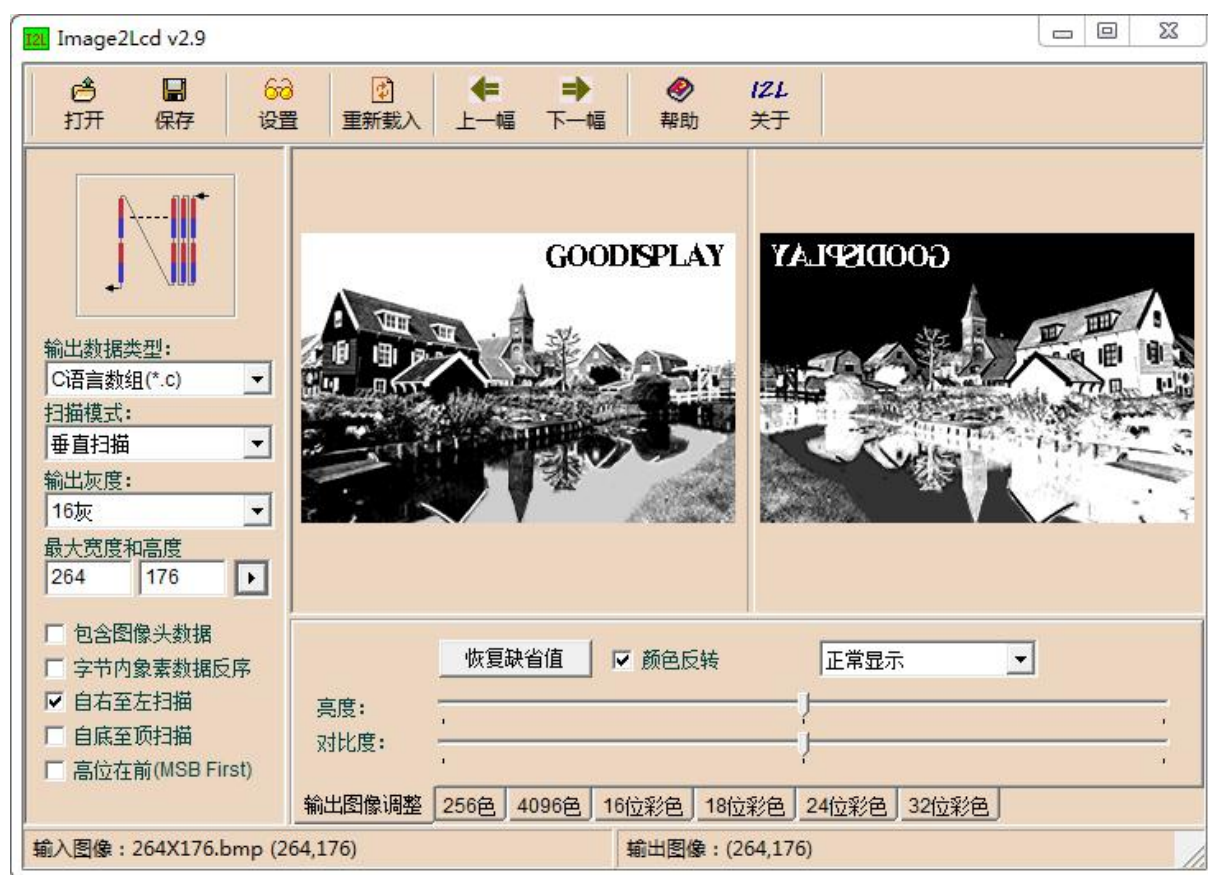 I2L Image2Lcd v2.9
打开 保存 设置 重新载入 上一幅 下一幅 帮助 I2L 关于
输出数据类型:
C语言数组(*.c)
扫描模式:
垂直扫描
输出灰度:
16灰
最大宽度和高度
264 176
包含图像头数据
字节内象素数据反序
自右至左扫描
自底至顶扫描
高位在前(MSB First)
GOODISPLAY
GOODISPLAY
恢复缺省值 颜色反转 正常显示
亮度:
对比度:
输出图像调整 256色 4096色 16位彩色 18位彩色 24位彩色 32位彩色
输入图像:264X176.bmp (264,176) 输出图像:(264,176)